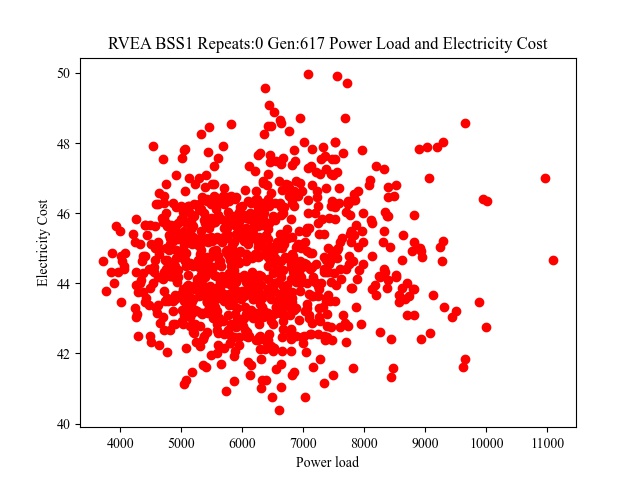 RVEA BSS1 Repeats:0 Gen:617 Power Load and Electricity Cost
50
48
46
44
42
40
Electricity Cost
4000 5000 6000 7000 8000 9000 10000 11000
Power load